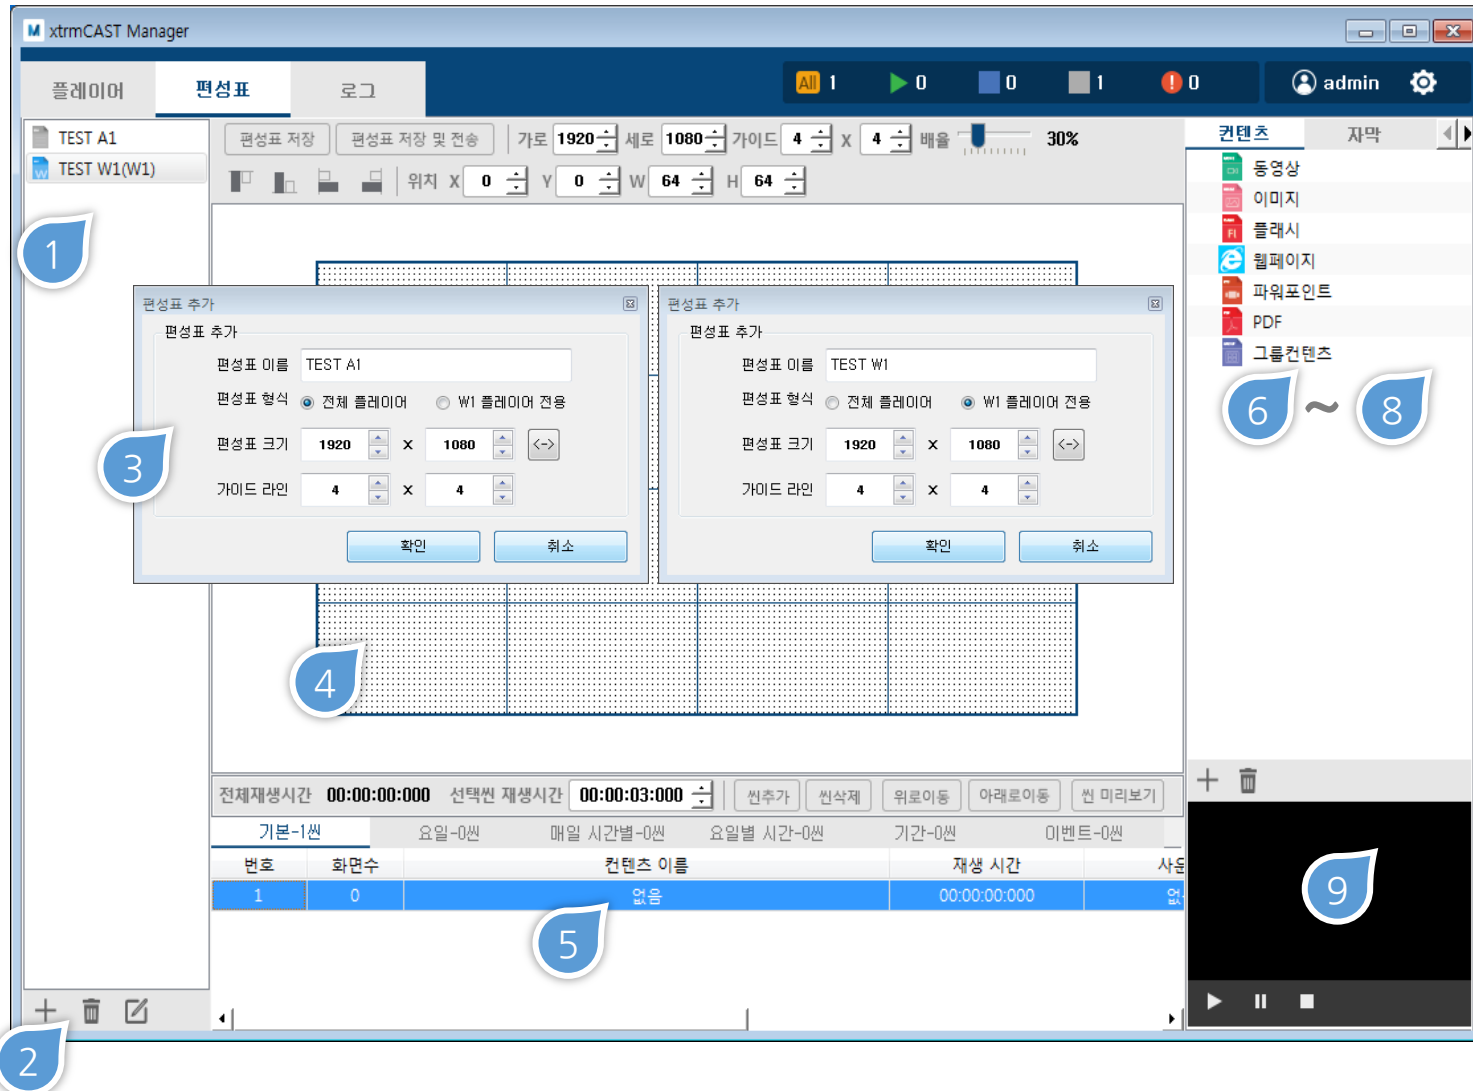 M xtrmCAST Manager
플레이어 편성표 로그 All 1 0 0 1 ! 0 admin
TEST A1
TEST W1(W1)
편성표 저장 편성표 저장 및 전송 가로 1920 세로 1080 가이드 4 X 4 배율 30%
위치 X 0 Y 0 W 64 H 64
컨텐츠 자막
동영상
이미지
플래시
웹페이지
파워포인트
PDF
그룹컨텐츠
1
편성표 추가
편성표 추가
편성표 이름 TEST A1
편성표 형식 전체 플레이어 W1 플레이어 전용
편성표 크기 1920 X 1080 <->
가이드 라인 4 X 4
확인 취소
편성표 추가
편성표 추가
편성표 이름 TEST W1
편성표 형식 전체 플레이어 W1 플레이어 전용
편성표 크기 1920 X 1080 <->
가이드 라인 4 X 4
확인 취소
6 ~ 8
3
4
전체재생시간 00:00:00:000 선택씬 재생시간 00:00:03:000 씬추가 씬삭제 위로이동 아래로이동 씬 미리보기
기본-1씬 요일-0씬 매일 시간별-0씬 요일별 시간-0씬 기간-0씬 이벤트-0씬
번호 화면수 컨텐츠 이름 재생 시간
1 0 없음 00:00:00:000
5
9
2